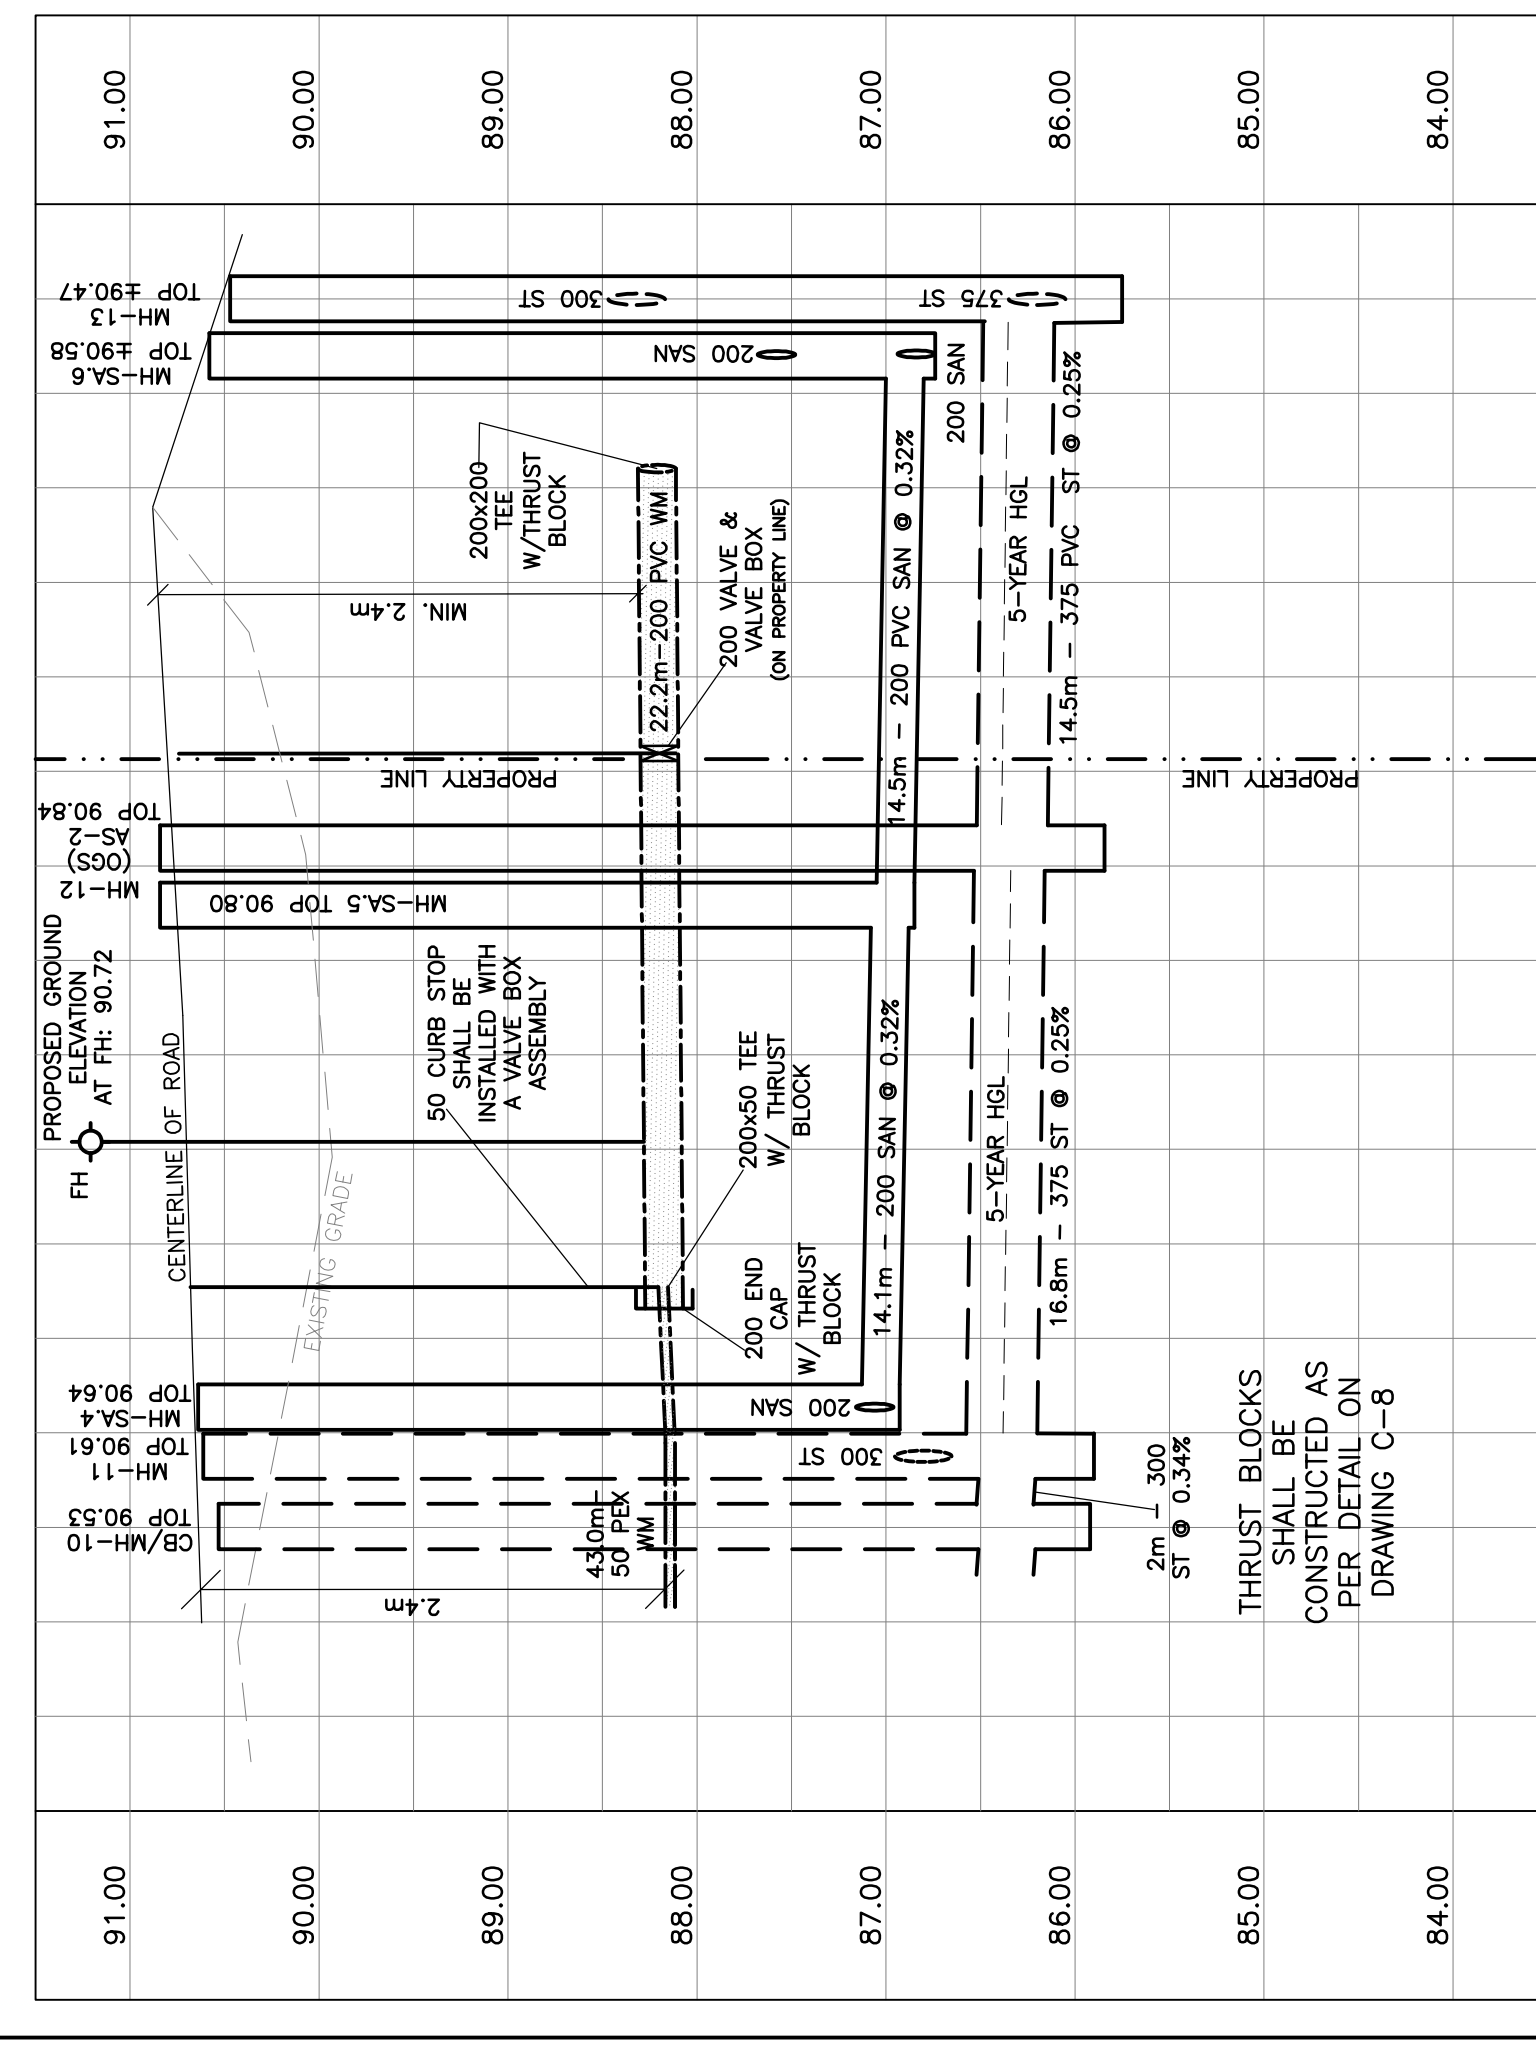 91.00
90.00
89.00
88.00
87.00
86.00
85.00
84.00
91.00
90.00
89.00
88.00
87.00
86.00
85.00
84.00
CB/MH-10
TOP 90.53
MH-11
TOP 90.61
MH-SA.4
TOP 90.64
FH
PROPOSED GROUND
ELEVATION
AT FH: 90.72
CENTERLINE OF ROAD
EXISTING GRADE
MH-12
(OGS)
AS-2
TOP 90.84
MH-SA.5 TOP 90.80
MH-SA.6
TOP ±90.58
MH-13
TOP ±90.47
2.4m
43.0m-
50 PEX
WM
50 CURB STOP
SHALL BE
INSTALLED WITH
A VALVE BOX
ASSEMBLY
PROPERTY LINE
MIN. 2.4m
200x200
TEE
W/THRUST
BLOCK
22.2m-200 PVC WM
200 VALVE &
VALVE BOX
(ON PROPERTY LINE)
200x50 TEE
W/ THRUST
BLOCK
200 END
CAP
W/ THRUST
BLOCK
300 ST
200 SAN
200 SAN
300 ST
14.1m - 200 SAN @ 0.32%
14.5m - 200 PVC SAN @ 0.32%
200 SAN
375 ST
5-YEAR HGL
5-YEAR HGL
16.8m - 375 ST @ 0.25%
14.5m - 375 PVC ST @ 0.25%
2m - 300
ST @ 0.34%
PROPERTY LINE
THRUST BLOCKS
SHALL BE
CONSTRUCTED AS
PER DETAIL ON
DRAWING C-8